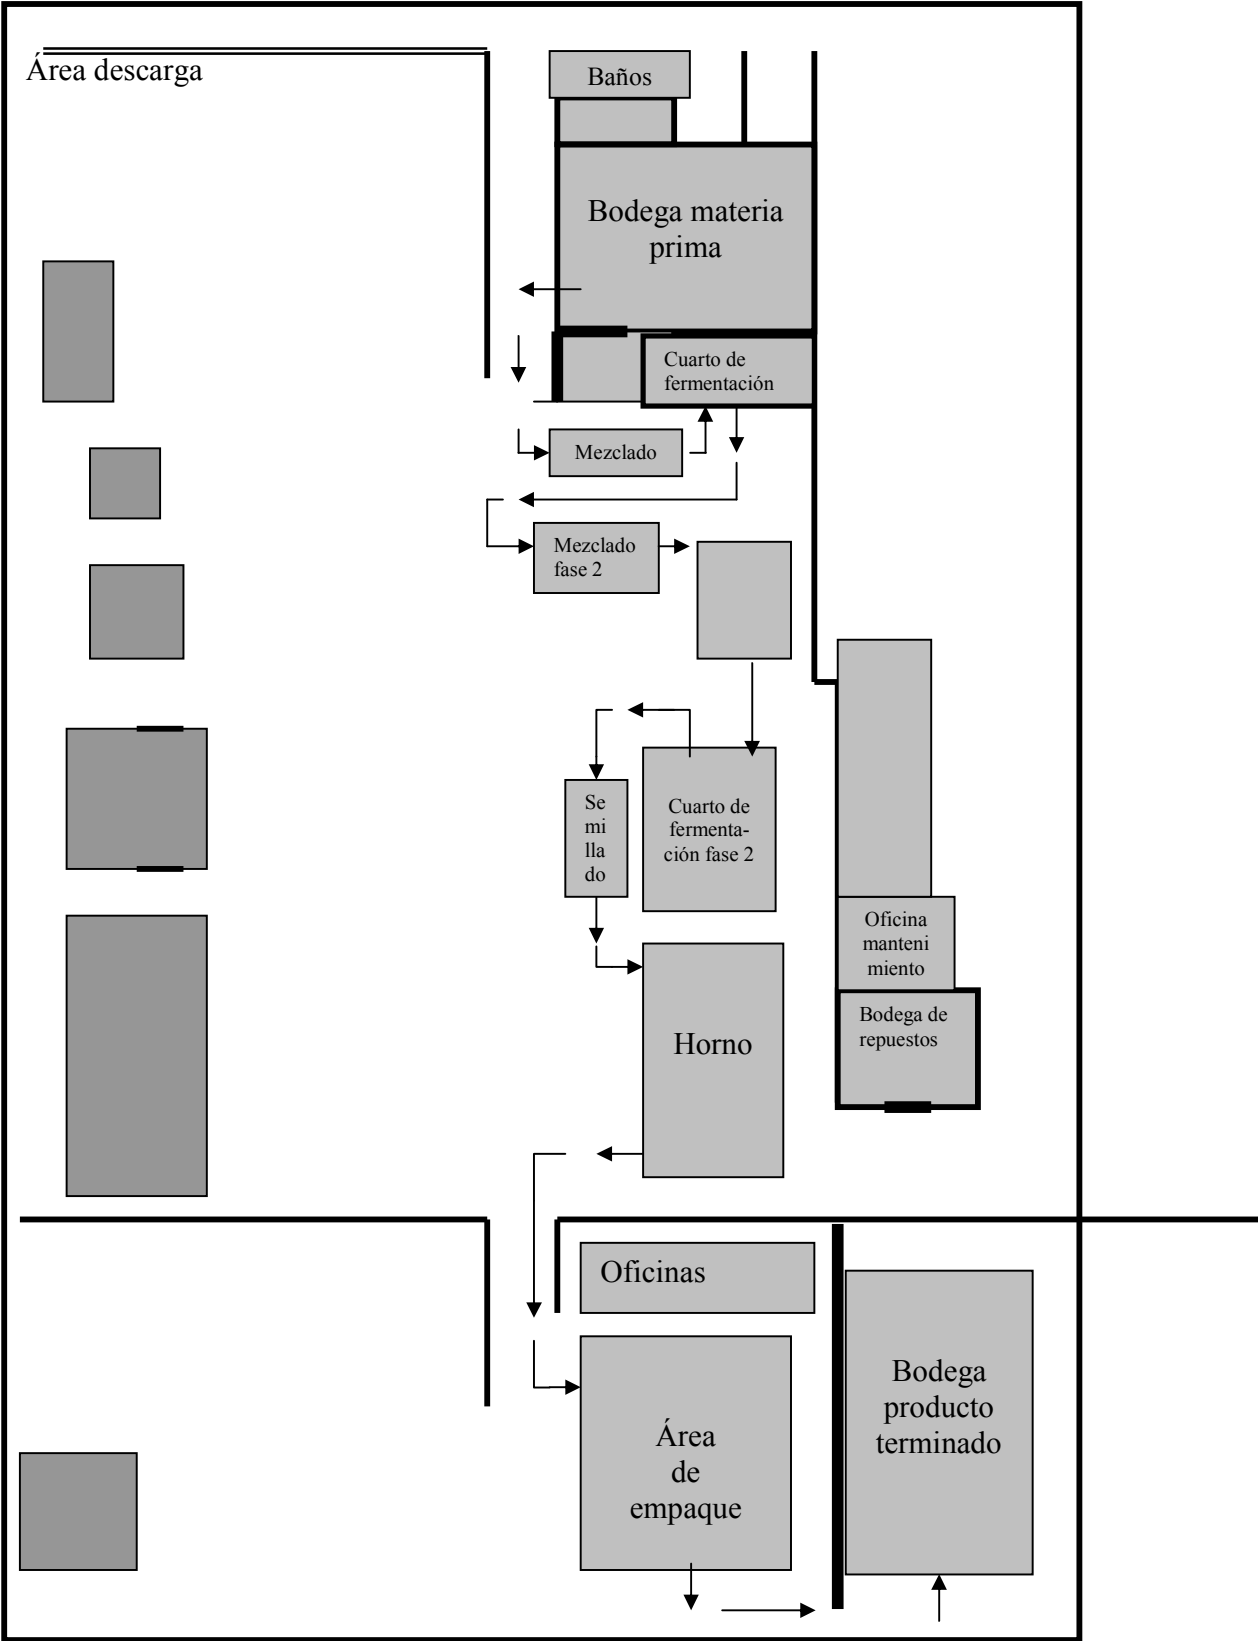 Área descarga
Baños
Bodega materia
prima
Cuarto de
fermentación
Mezclado
Mezclado
fase 2
Se
mi
lla
do
Cuarto de
fermenta-
ción fase 2
Oficina
manteni
miento
Bodega de
repuestos
Horno
Oficinas
Bodega
producto
terminado
Área
de
empaque